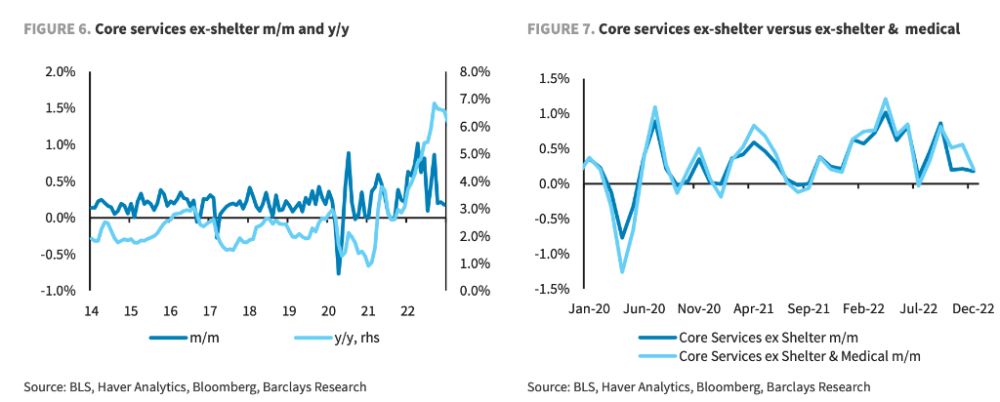 FIGURE 6. Core services ex-shelter m/m and y/y
2.0%
1.5%
1.0%
0.5%
0.0%
-0.5%
-1.0%
8.0%
7.0%
6.0%
5.0%
4.0%
3.0%
2.0%
1.0%
0.0%
14 15 16 17 18 19 20 21 22
m/m y/y, rhs
Source: BLS, Haver Analytics, Bloomberg, Barclays Research
FIGURE 7. Core services ex-shelter versus ex-shelter & medical
1.5%
1.0%
0.5%
0.0%
-0.5%
-1.0%
-1.5%
Jan-20 Jun-20 Nov-20 Apr-21 Sep-21 Feb-22 Jul-22 Dec-22
Core Services ex Shelter m/m
Core Services ex Shelter & Medical m/m
Source: BLS, Haver Analytics, Bloomberg, Barclays Research